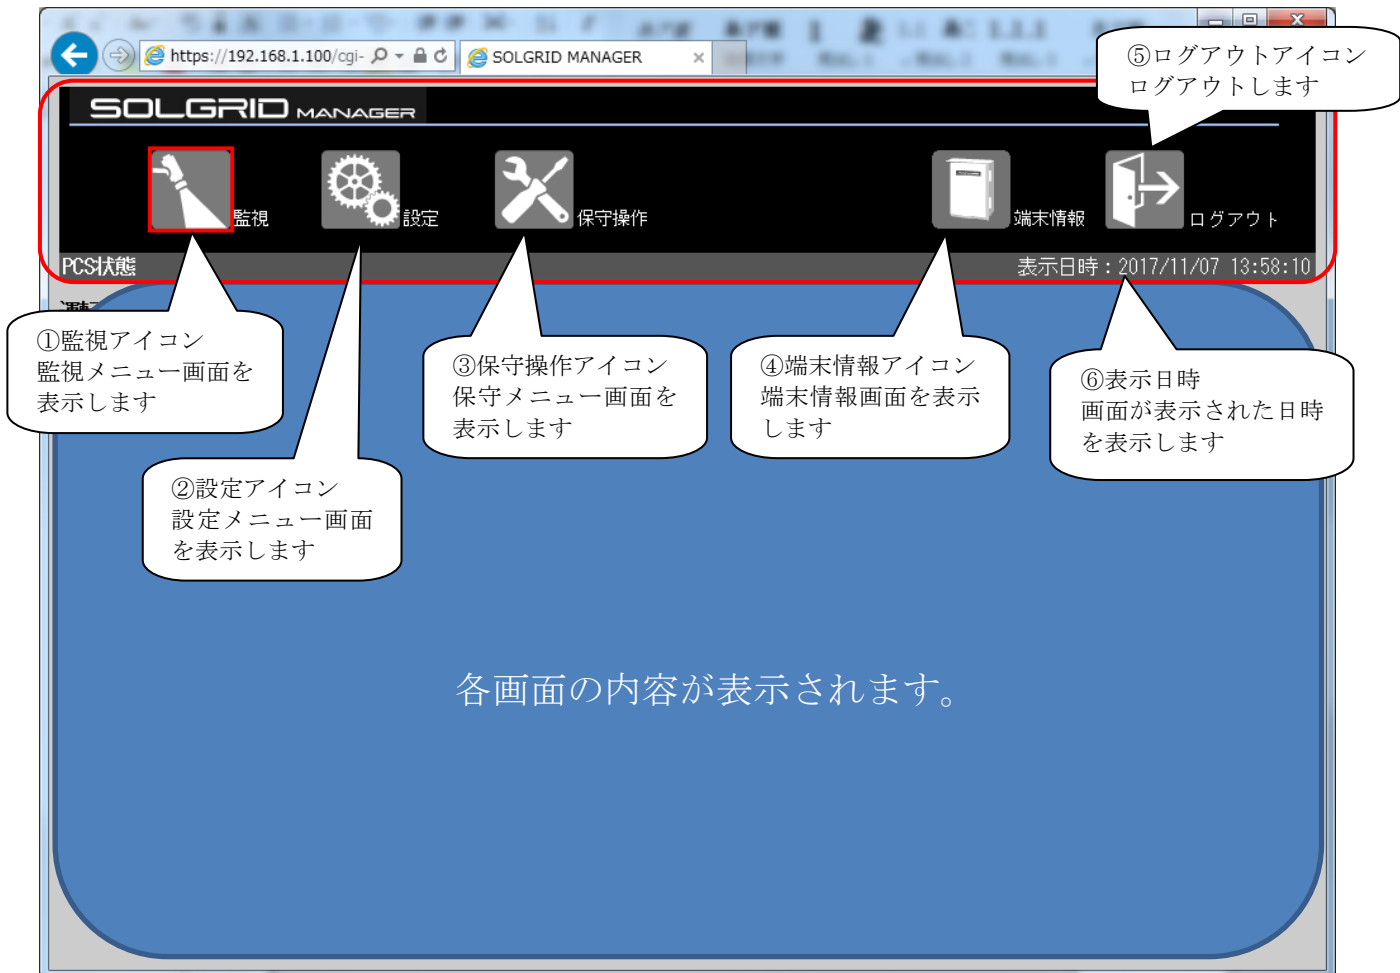 https://192.168.1.100/cgi-
SOLGRID MANAGER
⑤ログアウトアイコン
ログアウトします
SOLGRID MANAGER
監視
設定
保守操作
端末情報
ログアウト
PCS状態
表示日時：2017/11/07 13:58:10
①監視アイコン
監視メニュー画面を
表示します
③保守操作アイコン
保守メニュー画面を
表示します
④端末情報アイコン
端末情報画面を表示
します
⑥表示日時
画面が表示された日時
を表示します
②設定アイコン
設定メニュー画面
を表示します
各画面の内容が表示されます。